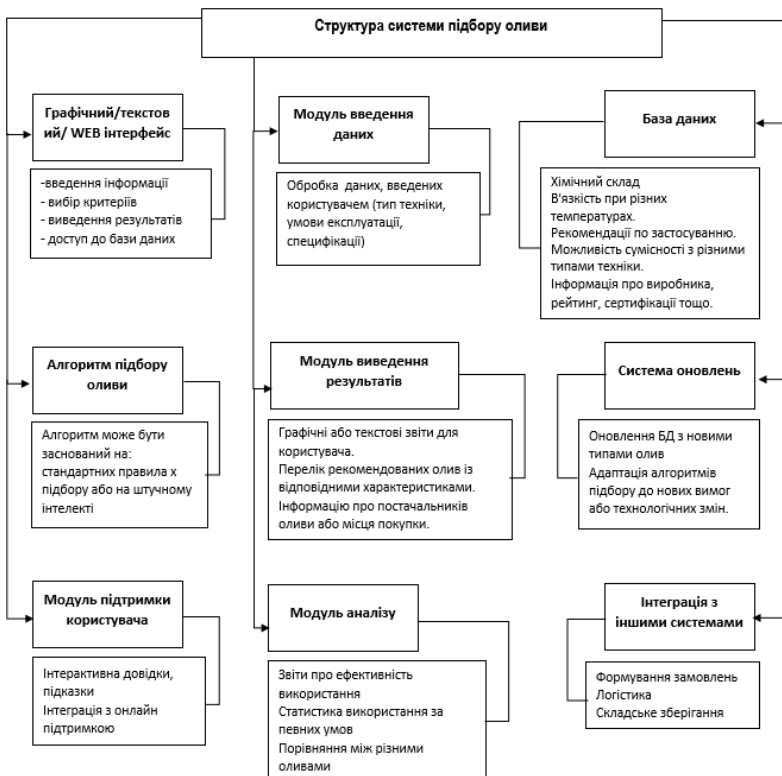 Структура системи підбору оливи
Графічний/текстов
ий/ WEB інтерфейс
-введення інформації
- вибір критеріїв
- виведення результатів
- доступ до бази даних
Модуль введення
даних
Обробка даних, введених
користувачем (тип техніки,
умови експлуатації,
специфікації)
База даних
Хімічний склад
В'язкість при різних
температурах.
Рекомендації по застосуванню.
Можливість сумісності з різними
типами техніки.
Інформація про виробника,
рейтинг, сертифікації тощо.
Алгоритм підбору
оливи
Алгоритм може бути
заснований на:
стандартних правила х
підбору або на штучному
інтелекті
Модуль виведення
результатів
Графічні або текстові звіти для
користувача.
Перелік рекомендованих олив із
відповідними характеристиками.
Інформацію про постачальників
оливи або місця покупки.
Система оновлень
Оновлення БД з новими
типами олив
Адаптація алгоритмів
підбору до нових вимог
або технологічних змін.
Модуль підтримки
користувача
Інтерактивна довідки,
підказки
Інтеграція з онлайн
підтримкою
Модуль аналізу
Звіти про ефективність
використання
Статистика використання за
певних умов
Порівняння між різними
оливами
Інтеграція з
іншими системами
Формування замовлень
Логістика
Складське зберігання